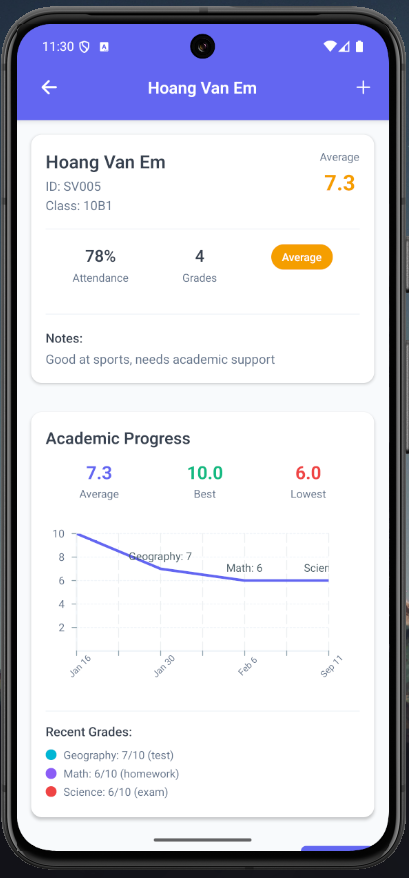 11:30
Hoang Van Em
Hoang Van Em
ID: SV005
Class: 10B1
Average
7.3
78%
Attendance
4
Grades
Average
Notes:
Good at sports, needs academic support
Academic Progress
7.3
Average
10.0
Best
6.0
Lowest
10
8
6
4
2
Geography: 7
Math: 6
Scien
Jan 16
Jan 30
Feb 6
Sep 11
Recent Grades:
Geography: 7/10 (test)
Math: 6/10 (homework)
Science: 6/10 (exam)